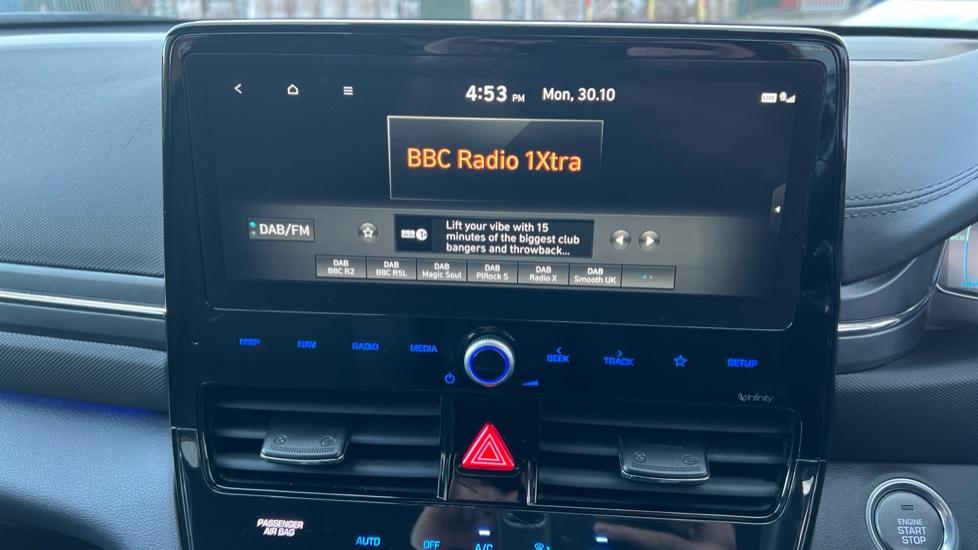 4:53 PM Mon, 30.10
LIVE
BBC Radio 1Xtra
DAB/FM
Lift your vibe with 15
minutes of the biggest club
bangers and throwback...
DAB
BBC R2
DAB
BBC R5L
DAB
Magic Soul
DAB
PlRock S
DAB
Radio X
DAB
Smooth UK
MAP
NAV
RADIO
MEDIA
SEEK
TRACK
SETUP
infinity
PASSENGER
AIR BAG
AUTO
OFF
A/C
ENGINE
START
STOP